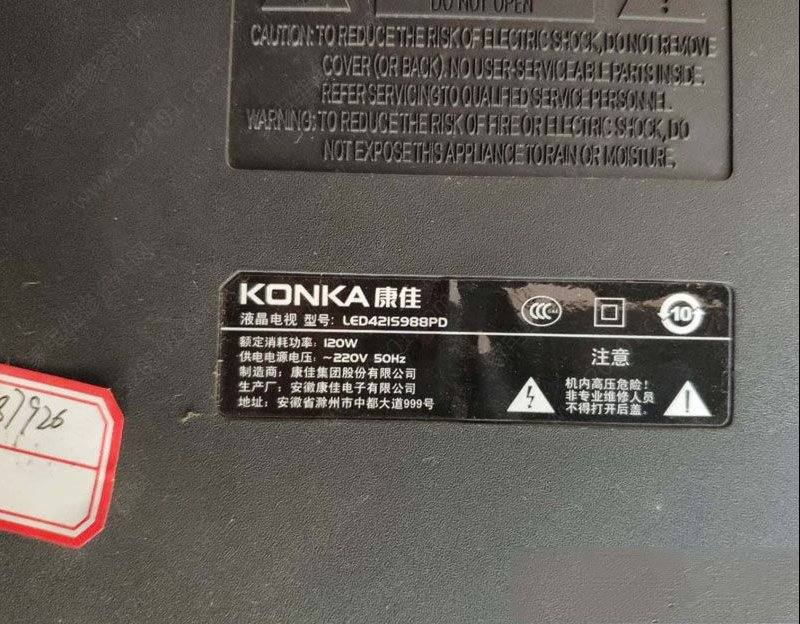 DO NOT OPEN
CAUTION: TO REDUCE THE RISK OF ELECTRIC SHOCK, DO NOT REMOVE
COVER (OR BACK). NO USER-SERVICEABLE PARTS INSIDE.
REFER SERVICING TO QUALIFIED SERVICE PERSONNEL.
WARNING: TO REDUCE THE RISK OF FIRE OR ELECTRIC SHOCK, DO
NOT EXPOSE THIS APPLIANCE TO RAIN OR MOISTURE.
KONKA 康佳
液晶电视 型号: LED42IS988PD
CCC
10
额定消耗功率: 120W
供电电源电压: ~220V 50Hz
制造商: 康佳集团股份有限公司
生产厂: 安徽康佳电子有限公司
地址: 安徽省滁州市中都大道999号
注意
机内高压危险!
非专业维修人员
不得打开后盖。
87926